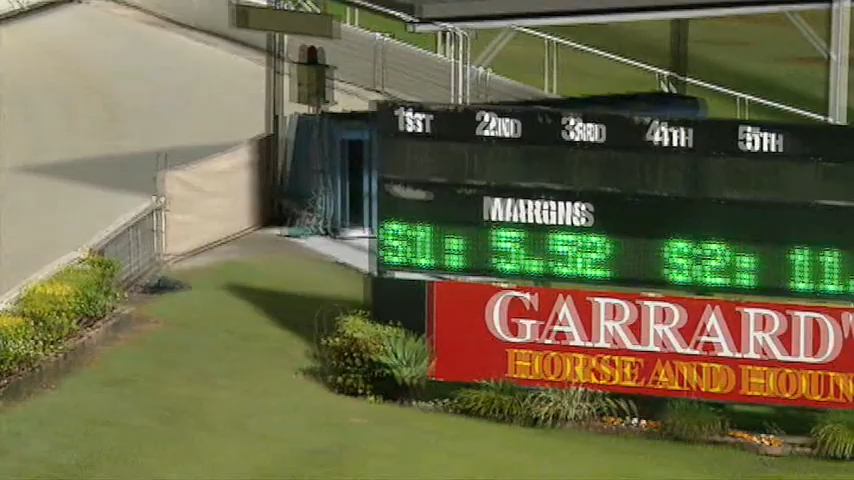 1ST 2ND 3RD 4TH 5TH
MARGINS
S1: 5.52 S2: 11.
GARRARD'
HORSE AND HOUN